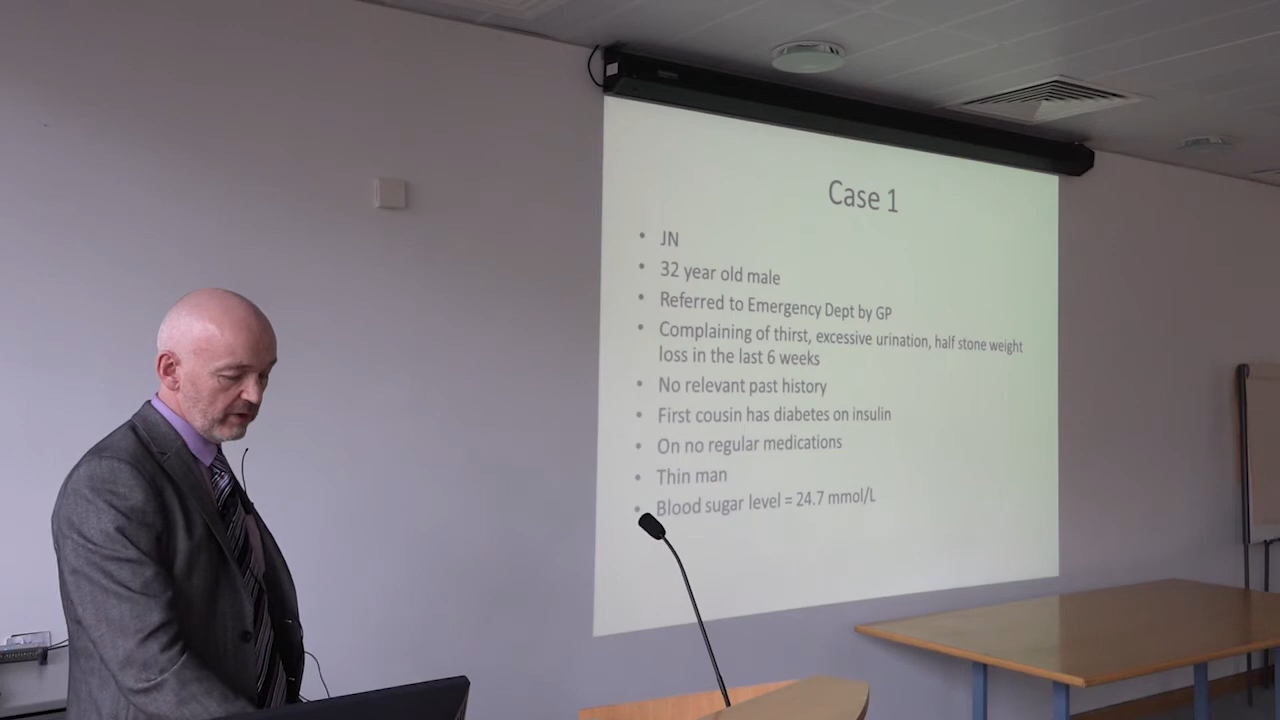 Case 1
• JN
• 32 year old male
• Referred to Emergency Dept by GP
• Complaining of thirst, excessive urination, half stone weight
loss in the last 6 weeks
• No relevant past history
• First cousin has diabetes on insulin
• On no regular medications
• Thin man
• Blood sugar level = 24.7 mmol/L